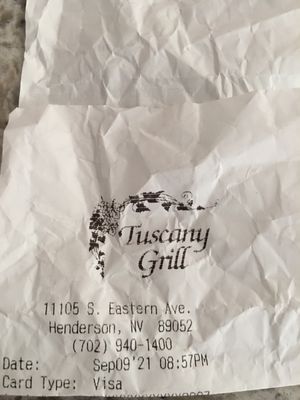 Tuscany
Grill
11105 S. Eastern Ave.
Henderson, NV 89052
(702) 940-1400
Date: Sep09'21 08:57PM
Card Type: Visa